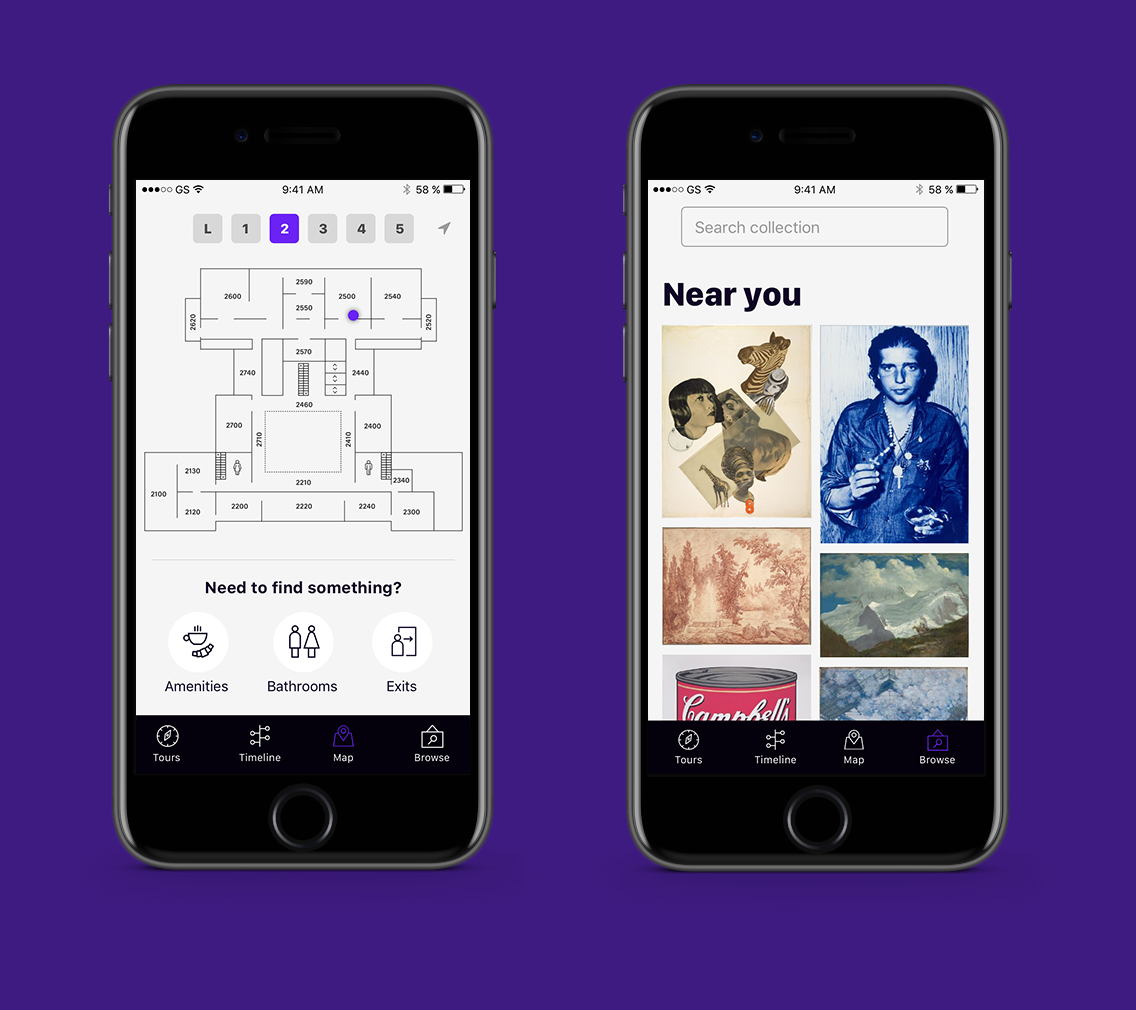 GS 9:41 AM 58 %
L 1 2 3 4 5
2590
2600 2500 2540
2550
2620 2520
2570
2740 2440
2460
2700 2400
2710 2410
2130
2340
2210
2100
2200 2220 2240
2120 2300
Need to find something?
Amenities Bathrooms Exits
Tours Timeline Map Browse
GS 9:41 AM 58 %
Search collection
Near you
Campbell's
Tours Timeline Map Browse